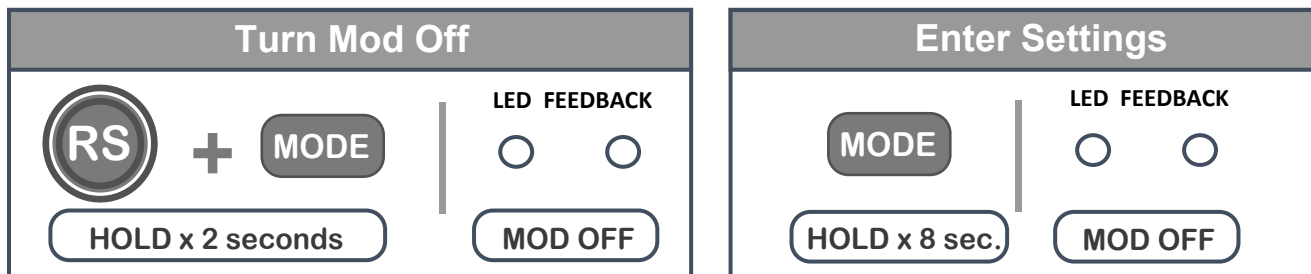 Turn Mod Off
RS + MODE
LED FEEDBACK
HOLD x 2 seconds
MOD OFF
Enter Settings
MODE
LED FEEDBACK
HOLD x 8 sec.
MOD OFF